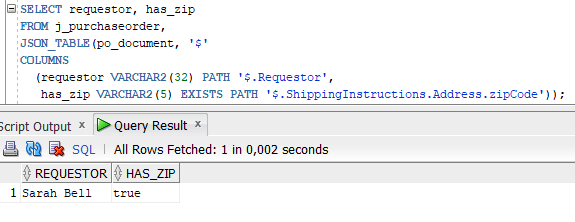 SELECT requestor, has_zip
FROM j_purchaseorder,
JSON_TABLE(po_document, '$'
COLUMNS
(requestor VARCHAR2(32) PATH '$.Requestor',
has_zip VARCHAR2(5) EXISTS PATH '$.ShippingInstructions.Address.zipCode'));
Script Output x Query Result x
SQL | All Rows Fetched: 1 in 0,002 seconds
REQUESTOR HAS_ZIP
1 Sarah Bell true